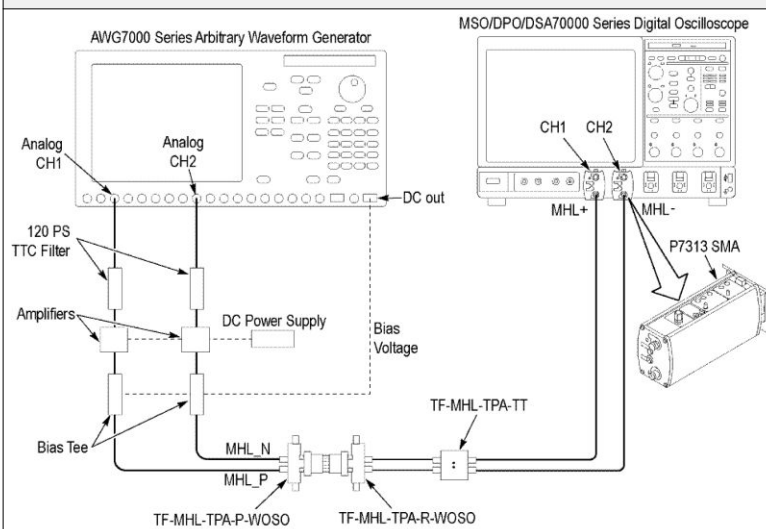 AWG7000 Series Arbitrary Waveform Generator
MSO/DPO/DSA70000 Series Digital Oscilloscope
Analog
CH1
Analog
CH2
DC out
CH1
CH2
MHL+
MHL-
P7313 SMA
120 PS
TTC Filter
Amplifiers
DC Power Supply
Bias
Voltage
Bias Tee
MHL_N
MHL_P
TF-MHL-TPA-TT
TF-MHL-TPA-P-WOSO
TF-MHL-TPA-R-WOSO